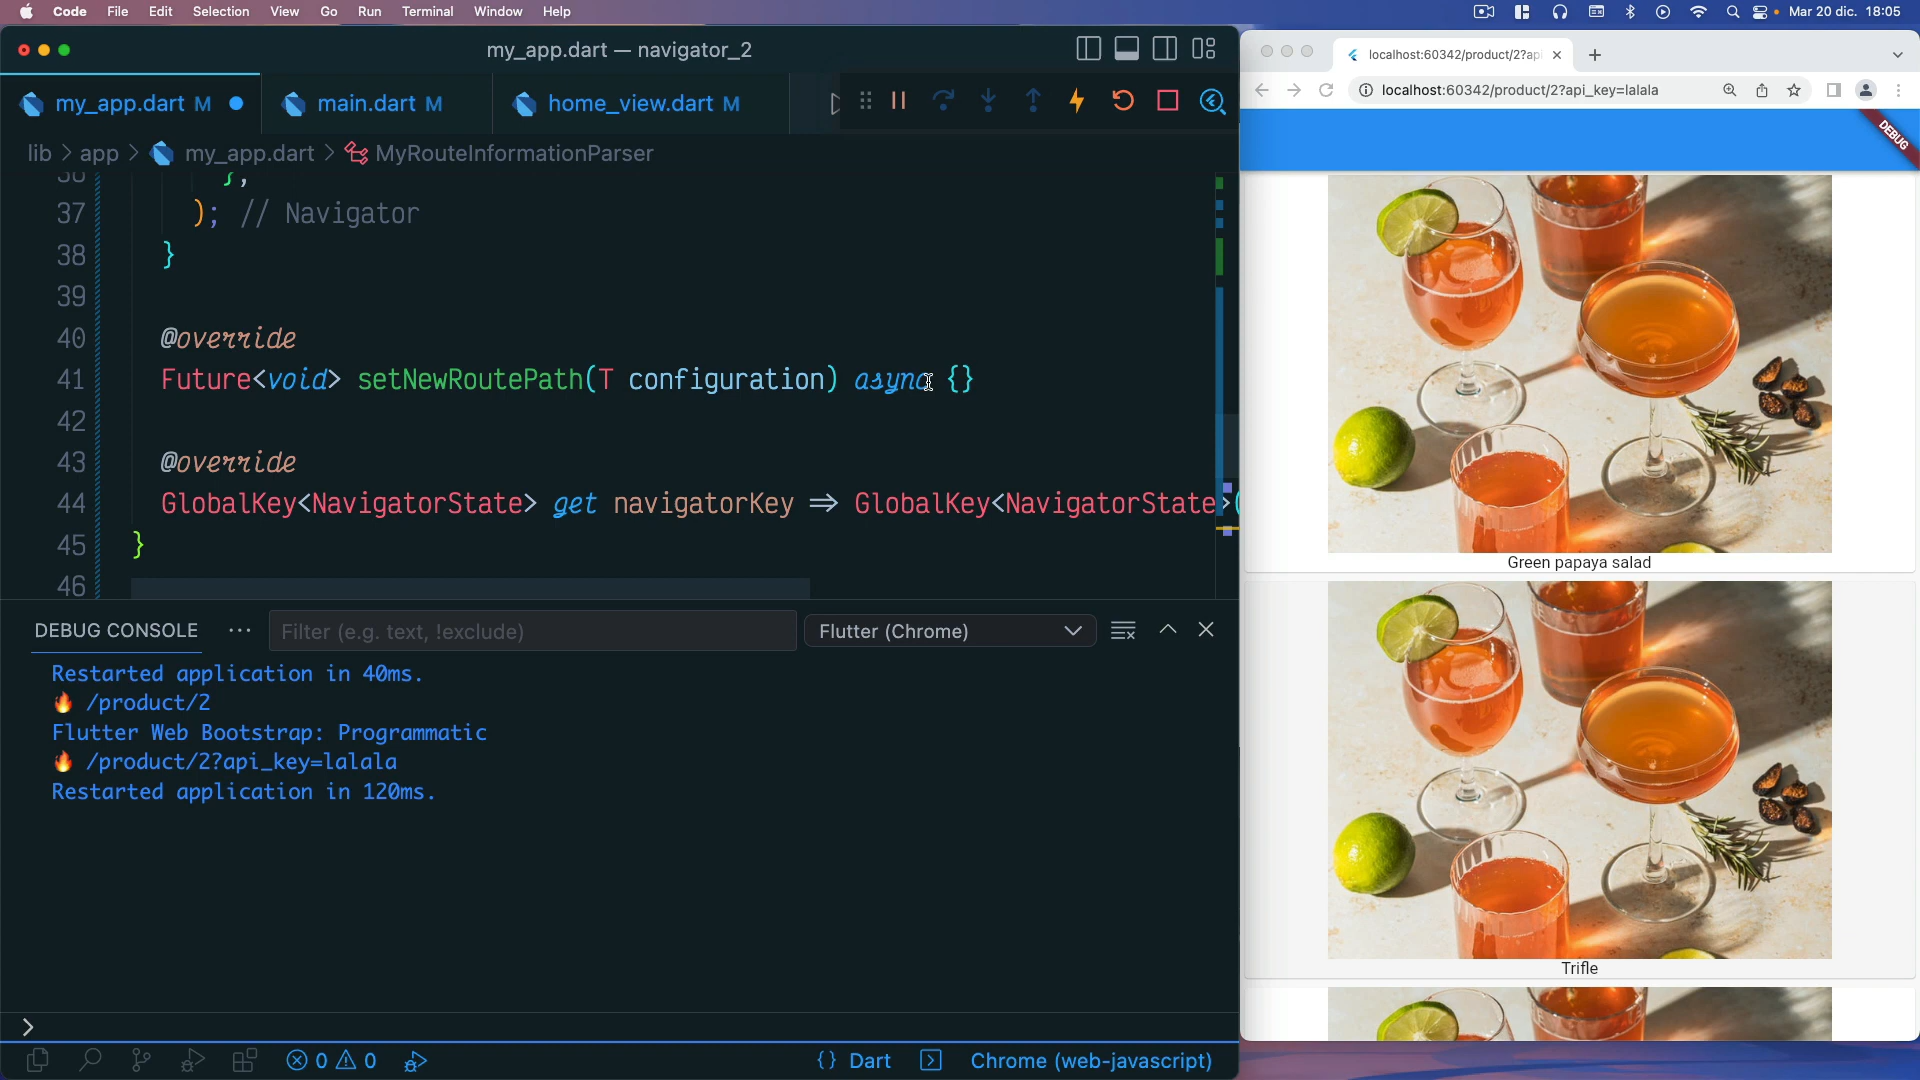 Code File Edit Selection View Go Run Terminal Window Help Mar 20 dic. 18:05
my_app.dart — navigator_2
my_app.dart M main.dart M home_view.dart M
lib > app > my_app.dart > MyRouteInformationParser
36 },
37 ); // Navigator
38 }
39
40 @override
41 Future<void> setNewRoutePath(T configuration) async {}
42
43 @override
44 GlobalKey<NavigatorState> get navigatorKey => GlobalKey<NavigatorState>(
45 }
46
DEBUG CONSOLE ··· Filter (e.g. text, !exclude) Flutter (Chrome)
Restarted application in 40ms.
🔥 /product/2
Flutter Web Bootstrap: Programmatic
🔥 /product/2?api_key=lalala
Restarted application in 120ms.
>
0 0 {} Dart Chrome (web-javascript)
localhost:60342/product/2?api
localhost:60342/product/2?api_key=lalala
DEBUG
Green papaya salad
Trifle